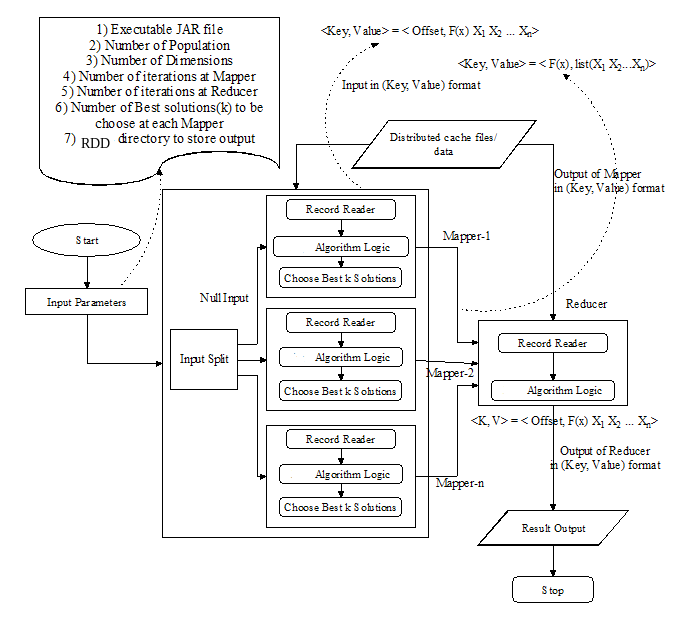 1) Executable JAR file
2) Number of Population
3) Number of Dimensions
4) Number of iterations at Mapper
5) Number of iterations at Reducer
6) Number of Best solutions(k) to be
choose at each Mapper
7) RDD directory to store output
<Key, Value> = < Offset, F(x) X1 X2 ... Xn>
<Key, Value> = < F(x), list(X1 X2...Xn)>
Input in (Key, Value) format
Distributed cache files/
data
Output of Mapper
in (Key, Value) format
Start
Input Parameters
Null Input
Input Split
Record Reader
Algorithm Logic
Choose Best k Solutions
Mapper-1
Record Reader
Algorithm Logic
Choose Best k Solutions
Mapper-2
Record Reader
Algorithm Logic
Choose Best k Solutions
Mapper-n
Reducer
Record Reader
Algorithm Logic
<K, V> = < Offset, F(x) X1 X2 ... Xn>
Output of Reducer
in (Key, Value) format
Result Output
Stop